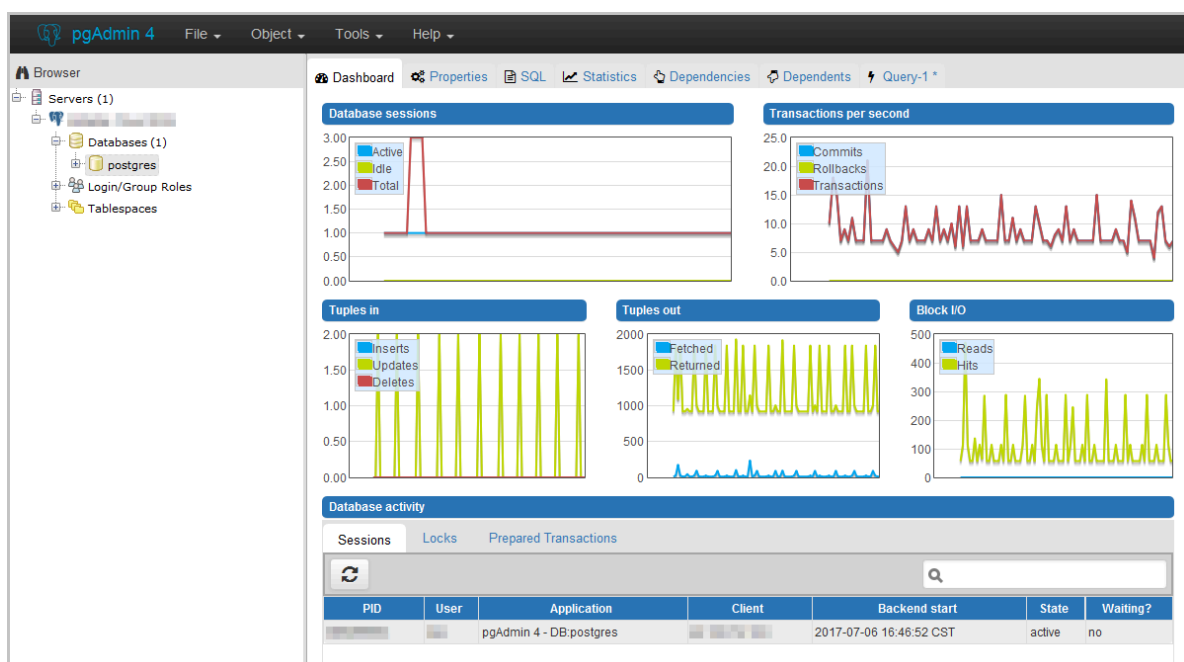 pgAdmin 4 File Object Tools Help
Browser
Dashboard Properties SQL Statistics Dependencies Dependents Query-1 *
Servers (1)
Databases (1)
postgres
Login/Group Roles
Tablespaces
Database sessions
3.00
2.50
2.00
1.50
1.00
0.50
0.00
Active
Idle
Total
Transactions per second
25.0
20.0
15.0
10.0
5.0
0.0
Commits
Rollbacks
Transactions
Tuples in
2.00
1.50
1.00
0.50
0.00
Inserts
Updates
Deletes
Tuples out
2000
1500
1000
500
0
Fetched
Returned
Block I/O
500
400
300
200
100
0
Reads
Hits
Database activity
Sessions Locks Prepared Transactions
PID User Application Client Backend start State Waiting?
pgAdmin 4 - DB:postgres 2017-07-06 16:46:52 CST active no